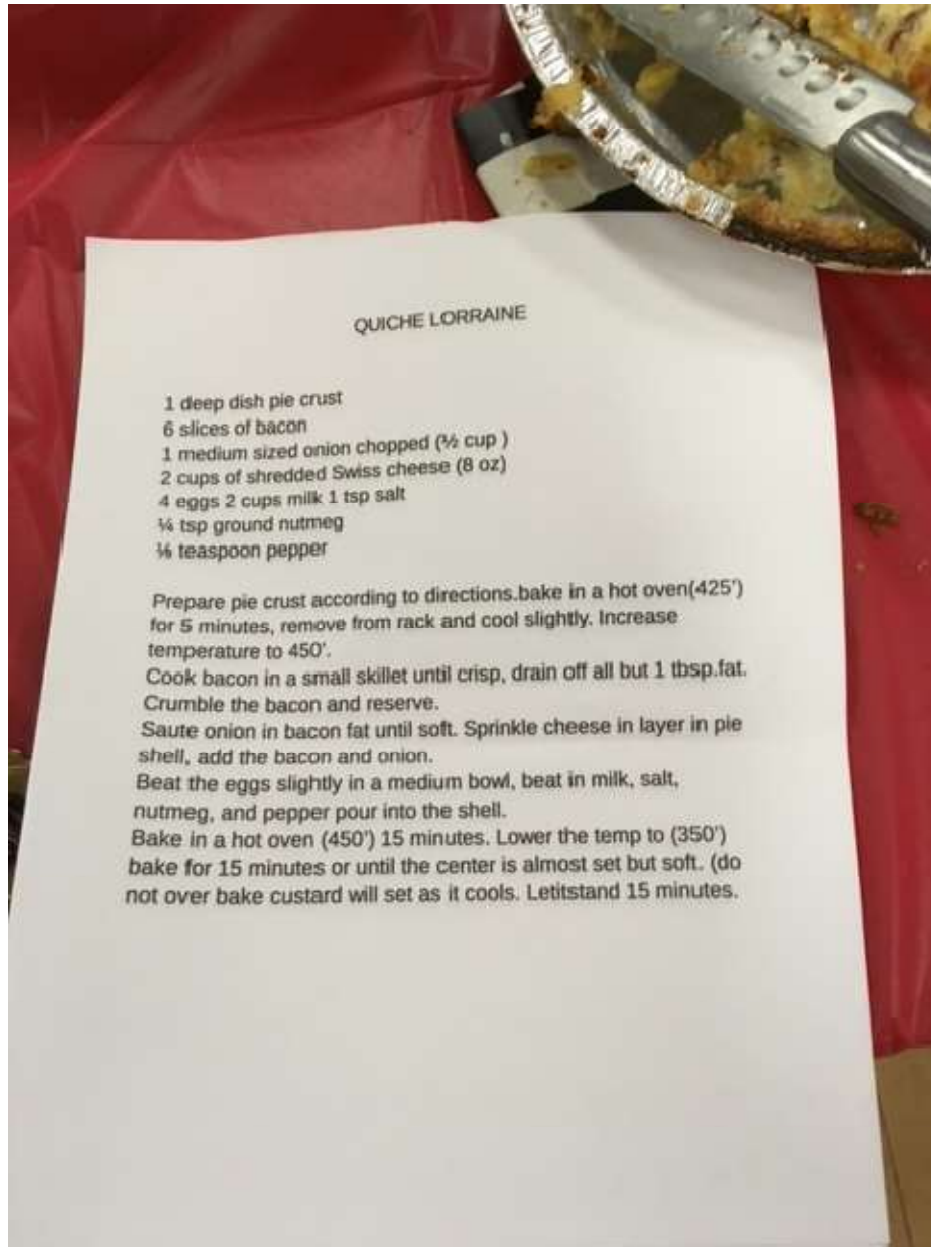 QUICHE LORRAINE
1 deep dish pie crust
6 slices of bacon
1 medium sized onion chopped (½ cup )
2 cups of shredded Swiss cheese (8 oz)
4 eggs 2 cups milk 1 tsp salt
¼ tsp ground nutmeg
⅛ teaspoon pepper
Prepare pie crust according to directions.bake in a hot oven(425')
for 5 minutes, remove from rack and cool slightly. Increase
temperature to 450'.
Cook bacon in a small skillet until crisp, drain off all but 1 tbsp.fat.
Crumble the bacon and reserve.
Saute onion in bacon fat until soft. Sprinkle cheese in layer in pie
shell, add the bacon and onion.
Beat the eggs slightly in a medium bowl, beat in milk, salt,
nutmeg, and pepper pour into the shell.
Bake in a hot oven (450') 15 minutes. Lower the temp to (350')
bake for 15 minutes or until the center is almost set but soft. (do
not over bake custard will set as it cools. Letitstand 15 minutes.